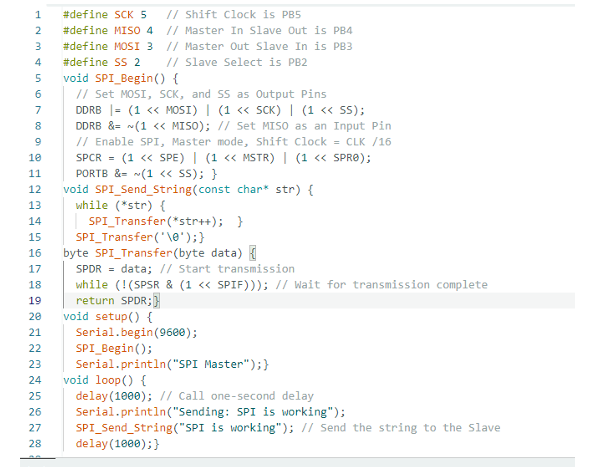 1 #define SCK 5 // Shift Clock is PB5
2 #define MISO 4 // Master In Slave Out is PB4
3 #define MOSI 3 // Master Out Slave In is PB3
4 #define SS 2 // Slave Select is PB2
5 void SPI_Begin() {
6 // Set MOSI, SCK, and SS as Output Pins
7 DDRB |= (1 << MOSI) | (1 << SCK) | (1 << SS);
8 DDRB &= ~(1 << MISO); // Set MISO as an Input Pin
9 // Enable SPI, Master mode, Shift Clock = CLK /16
10 SPCR = (1 << SPE) | (1 << MSTR) | (1 << SPR0);
11 PORTB &= ~(1 << SS); }
12 void SPI_Send_String(const char* str) {
13 while (*str) {
14 SPI_Transfer(*str++); }
15 SPI_Transfer('\0');}
16 byte SPI_Transfer(byte data) {
17 SPDR = data; // Start transmission
18 while (!(SPSR & (1 << SPIF))); // Wait for transmission complete
19 return SPDR;}
20 void setup() {
21 Serial.begin(9600);
22 SPI_Begin();
23 Serial.println("SPI Master");}
24 void loop() {
25 delay(1000); // Call one-second delay
26 Serial.println("Sending: SPI is working");
27 SPI_Send_String("SPI is working"); // Send the string to the Slave
28 delay(1000);}